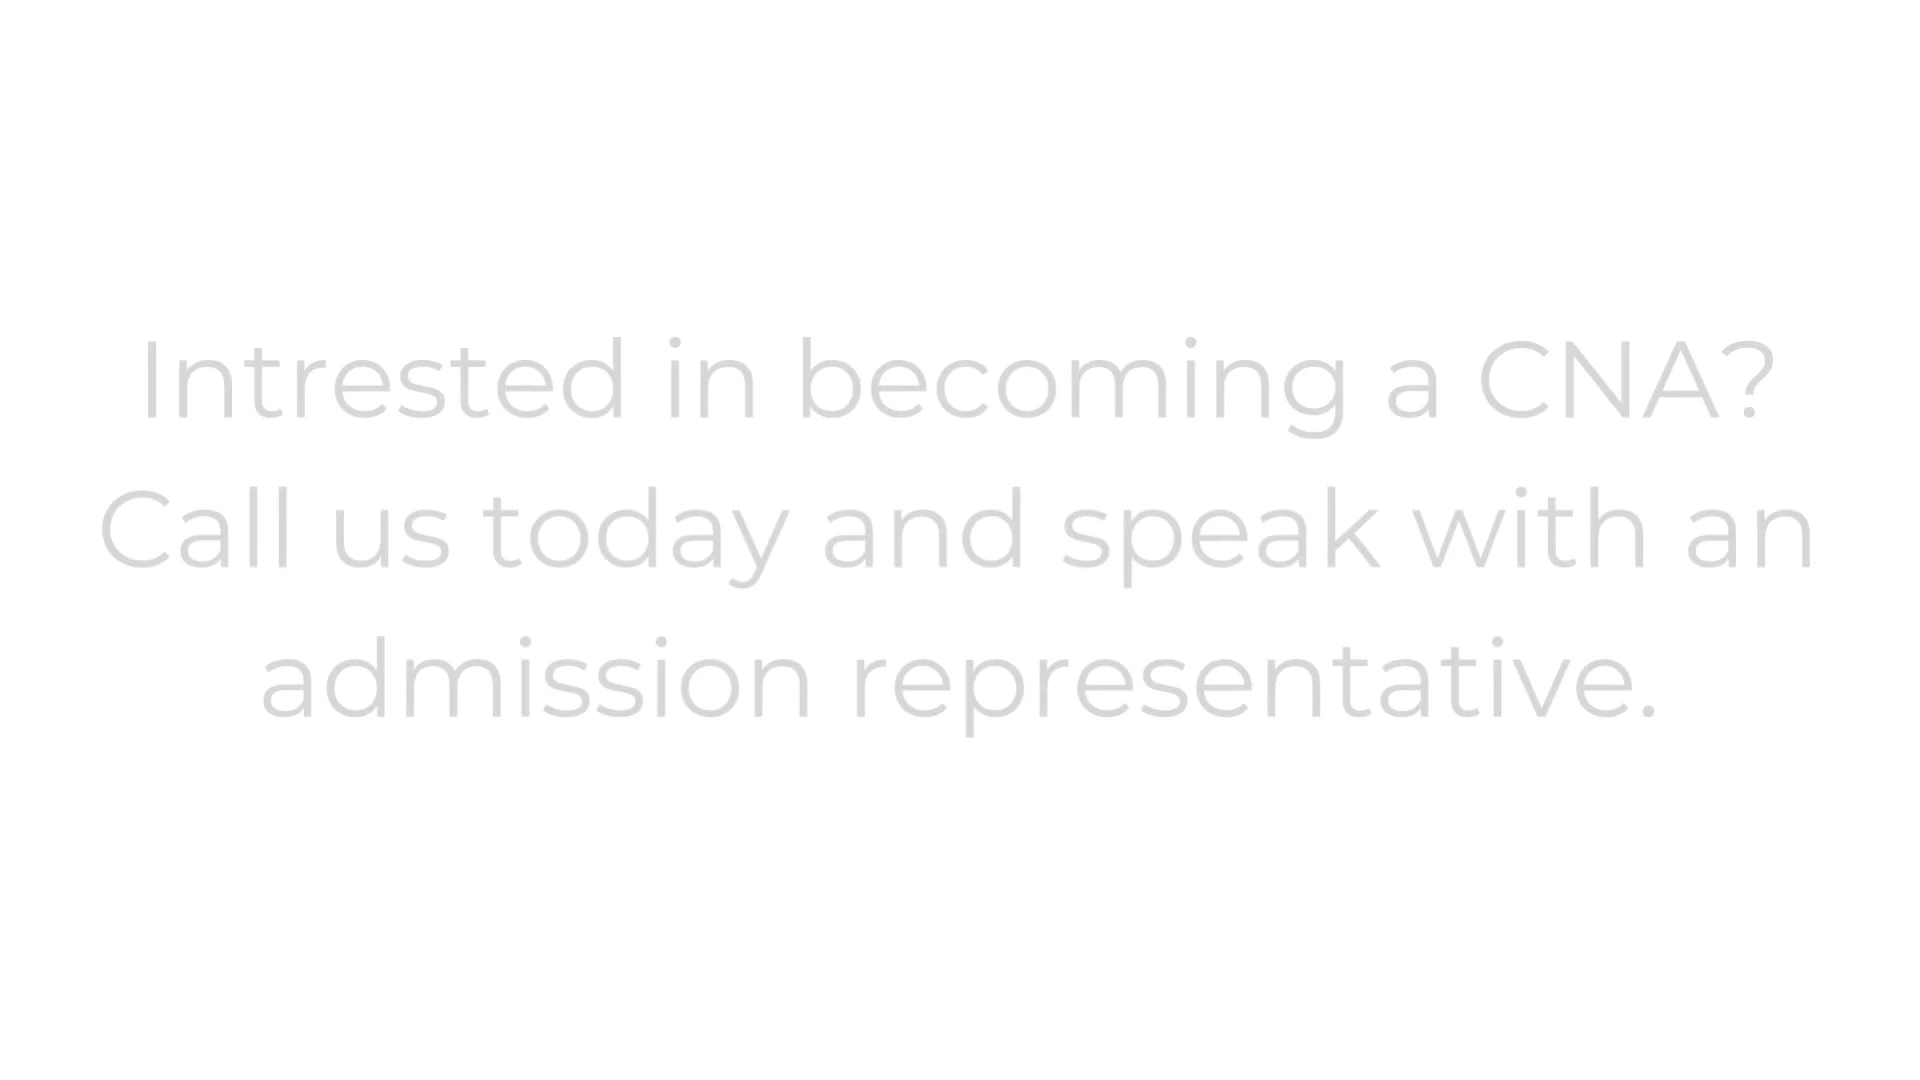 Intrested in becoming a CNA?
Call us today and speak with an
admission representative.